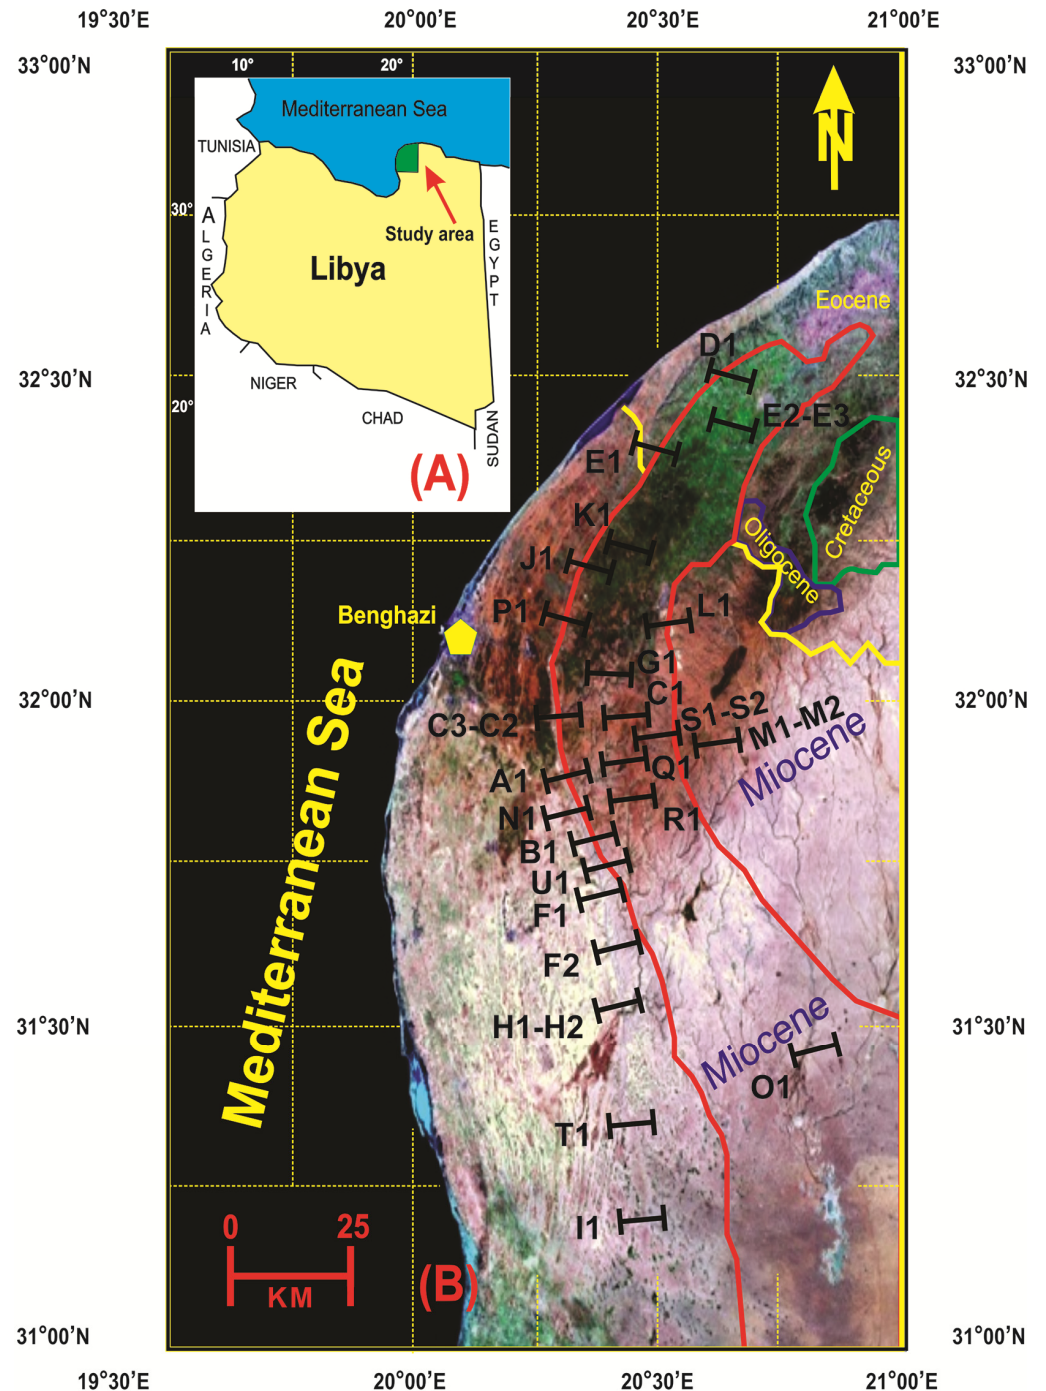 19°30’E 20°00’E 20°30’E 21°00’E
33°00’N 33°00’N
10° 20°
Mediterranean Sea
TUNISIA
30°
ALGERIA
Study area
EGYPT
Libya
NIGER
20°
CHAD
SUDAN
(A)
N
Eocene
D1
32°30’N 32°30’N
E2-E3
E1
Cretaceous
K1
Oligocene
J1
P1
L1
Benghazi
G1
C1
32°00’N 32°00’N
C3-C2
S1-S2
M1-M2
Miocene
Q1
A1
N1
R1
B1
U1
F1
F2
Mediterranean Sea
H1-H2
31°30’N 31°30’N
Miocene
O1
T1
I1
0 25
KM
(B)
31°00’N 31°00’N
19°30’E 20°00’E 20°30’E 21°00’E